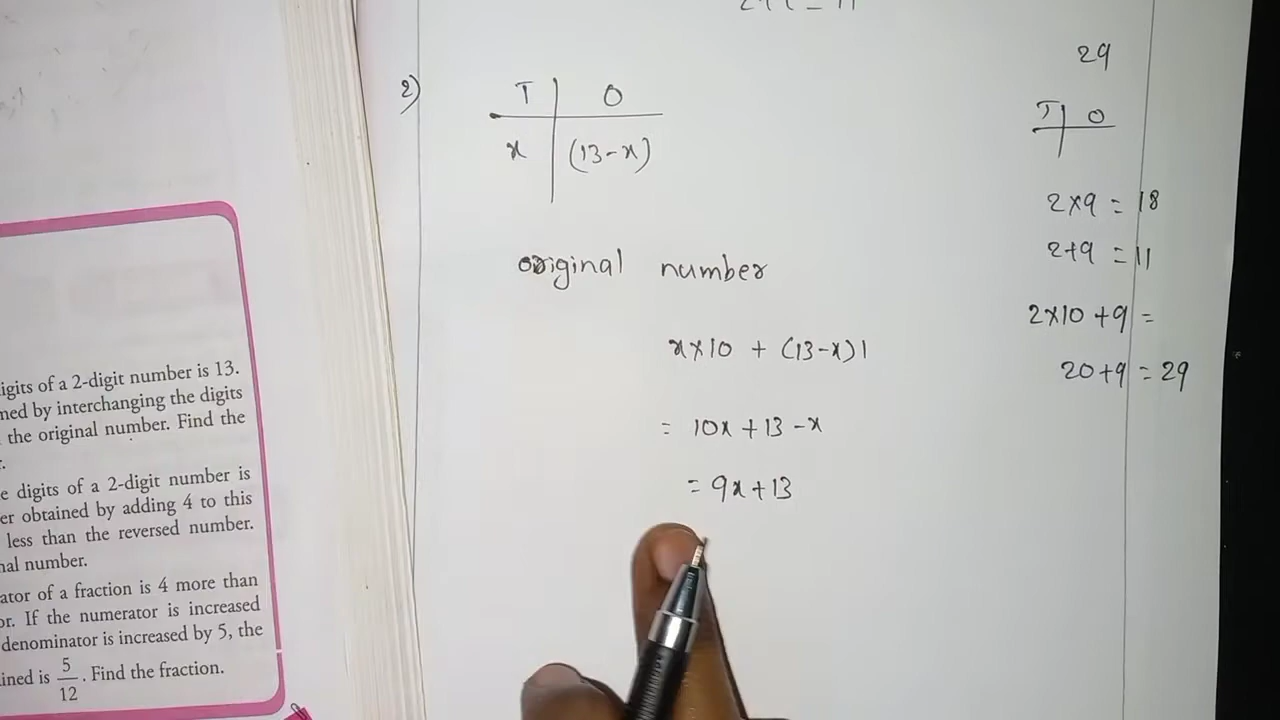 igits of a 2-digit number is 13.
ned by interchanging the digits
the original number. Find the
r.
e digits of a 2-digit number is
er obtained by adding 4 to this
less than the reversed number.
nal number.
ator of a fraction is 4 more than
or. If the numerator is increased
denominator is increased by 5, the
ined is 5/12. Find the fraction.
2)
T | O
x | (13-x)
original number
x×10 + (13-x)1
= 10x+13-x
= 9x+13
29
T | O
2×9 = 18
2+9 = 11
2×10+9 =
20+9 = 29